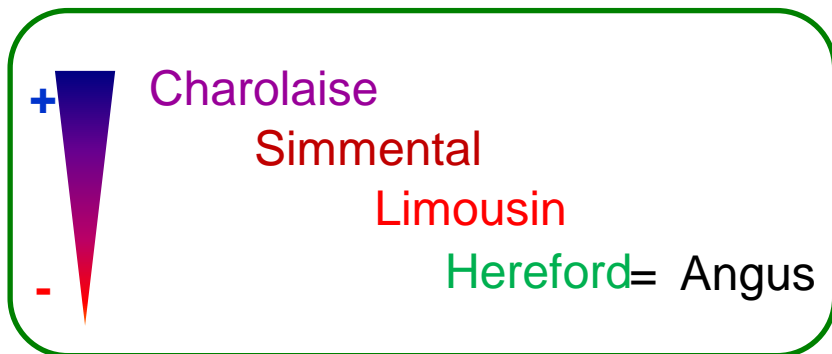 + Charolaise
Simmental
Limousin
Hereford= Angus
-